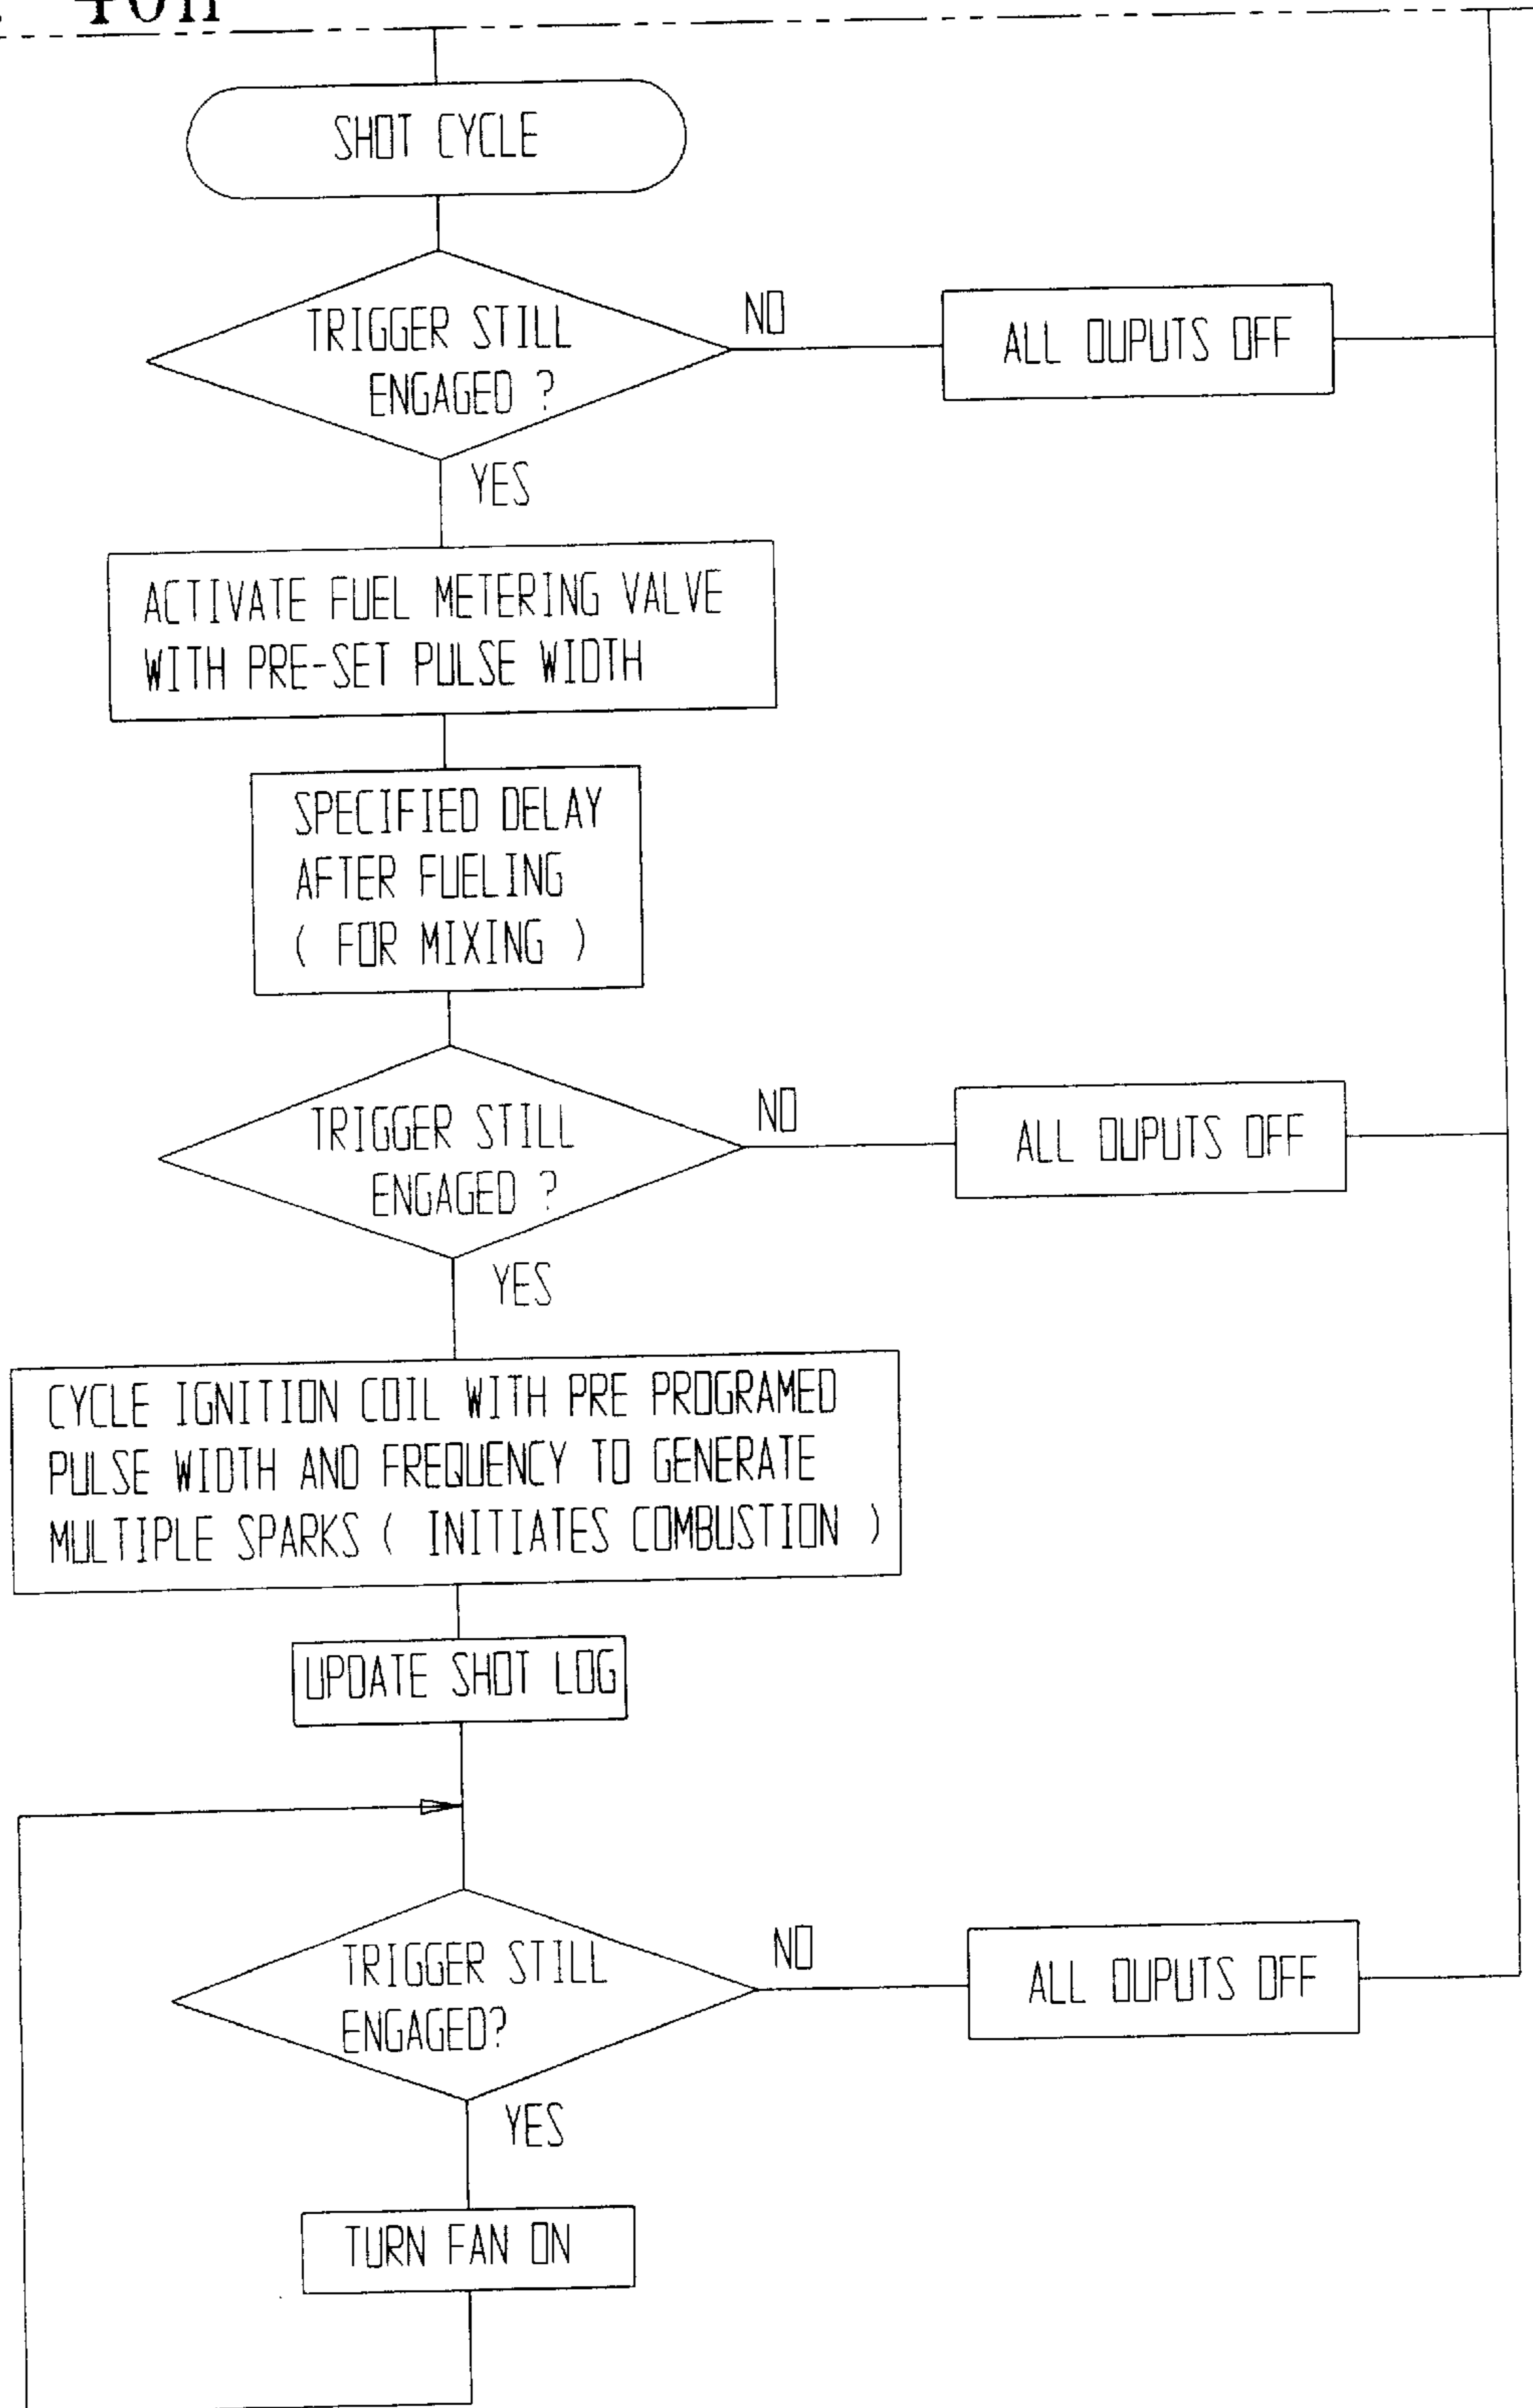 SHOT CYCLE
TRIGGER STILL
ENGAGED ?
NO
ALL OUPUTS OFF
YES
ACTIVATE FUEL METERING VALVE
WITH PRE-SET PULSE WIDTH
SPECIFIED DELAY
AFTER FUELING
( FOR MIXING )
TRIGGER STILL
ENGAGED ?
NO
ALL OUPUTS OFF
YES
CYCLE IGNITION COIL WITH PRE PROGRAMED
PULSE WIDTH AND FREQUENCY TO GENERATE
MULTIPLE SPARKS ( INITIATES COMBUSTION )
UPDATE SHOT LOG
TRIGGER STILL
ENGAGED?
NO
ALL OUPUTS OFF
YES
TURN FAN ON